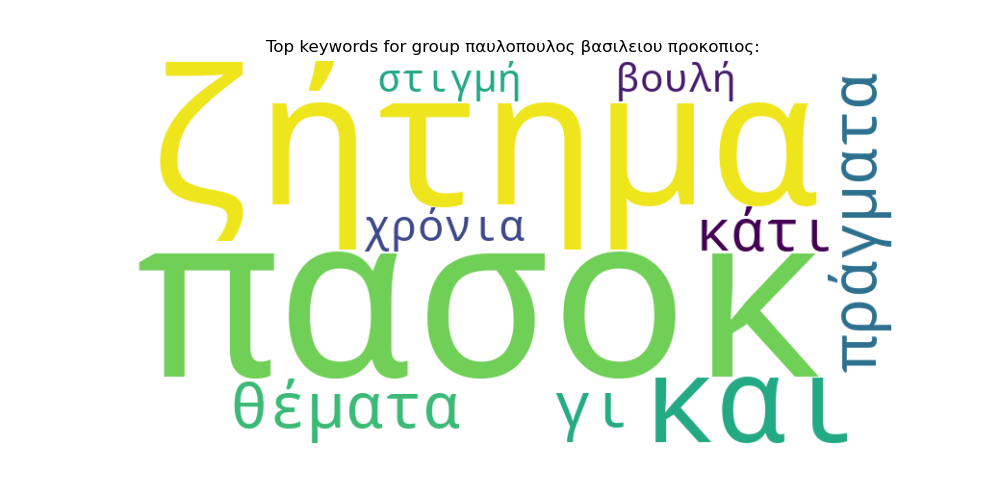 Top keywords for group παυλοπουλος βασιλειου προκοπιος:
στιγμή
βουλή
ζήτημα
πράγματα
χρόνια
κάτι
πασοκ
θέματα
γι
και